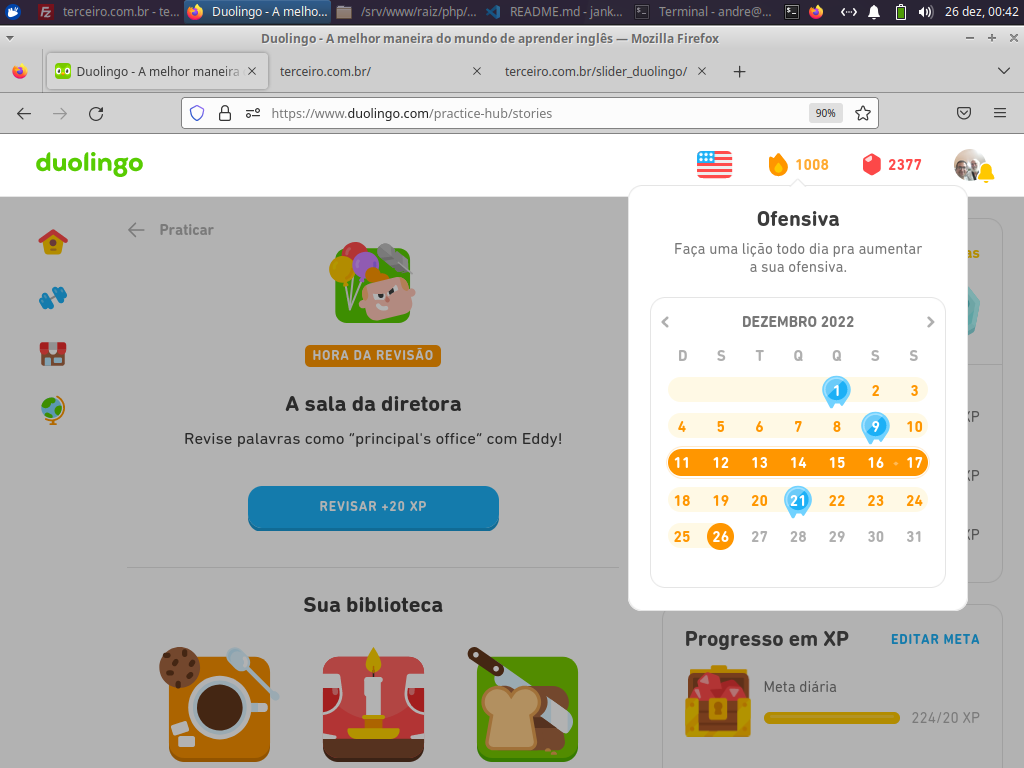 terceiro.com.br - te...
Duolingo - A melho...
/srv/www/raiz/php/...
README.md - jank...
Terminal - andre@...
26 dez, 00:42
Duolingo - A melhor maneira do mundo de aprender inglês — Mozilla Firefox
Duolingo - A melhor maneira
terceiro.com.br/
terceiro.com.br/slider_duolingo/
https://www.duolingo.com/practice-hub/stories
90%
duolingo
1008
2377
Praticar
HORA DA REVISÃO
A sala da diretora
Revise palavras como “principal's office” com Eddy!
REVISAR +20 XP
Sua biblioteca
Ofensiva
Faça uma lição todo dia pra aumentar
a sua ofensiva.
DEZEMBRO 2022
D S T Q Q S S
1 2 3
4 5 6 7 8 9 10
11 12 13 14 15 16 17
18 19 20 21 22 23 24
25 26 27 28 29 30 31
as
XP
XP
XP
Progresso em XP
EDITAR META
Meta diária
224/20 XP